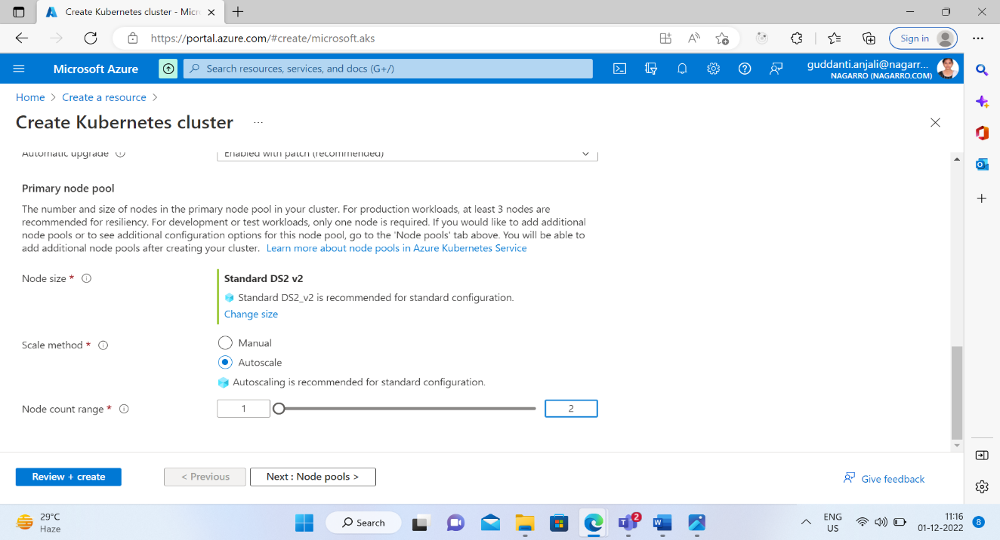 Create Kubernetes cluster - Micr
https://portal.azure.com/#create/microsoft.aks
Sign in
Microsoft Azure
Search resources, services, and docs (G+/)
guddanti.anjali@nagarr...
NAGARRO (NAGARRO.COM)
Home > Create a resource >
Create Kubernetes cluster ...
Automatic upgrade
Enabled with patch (recommended)
Primary node pool
The number and size of nodes in the primary node pool in your cluster. For production workloads, at least 3 nodes are
recommended for resiliency. For development or test workloads, only one node is required. If you would like to add additional
node pools or to see additional configuration options for this node pool, go to the 'Node pools' tab above. You will be able to
add additional node pools after creating your cluster. Learn more about node pools in Azure Kubernetes Service
Node size *
Standard DS2 v2
Standard DS2_v2 is recommended for standard configuration.
Change size
Scale method *
Manual
Autoscale
Autoscaling is recommended for standard configuration.
Node count range *
1
2
Review + create
< Previous
Next : Node pools >
Give feedback
29°C
Haze
Search
2
ENG
US
11:16
01-12-2022
8